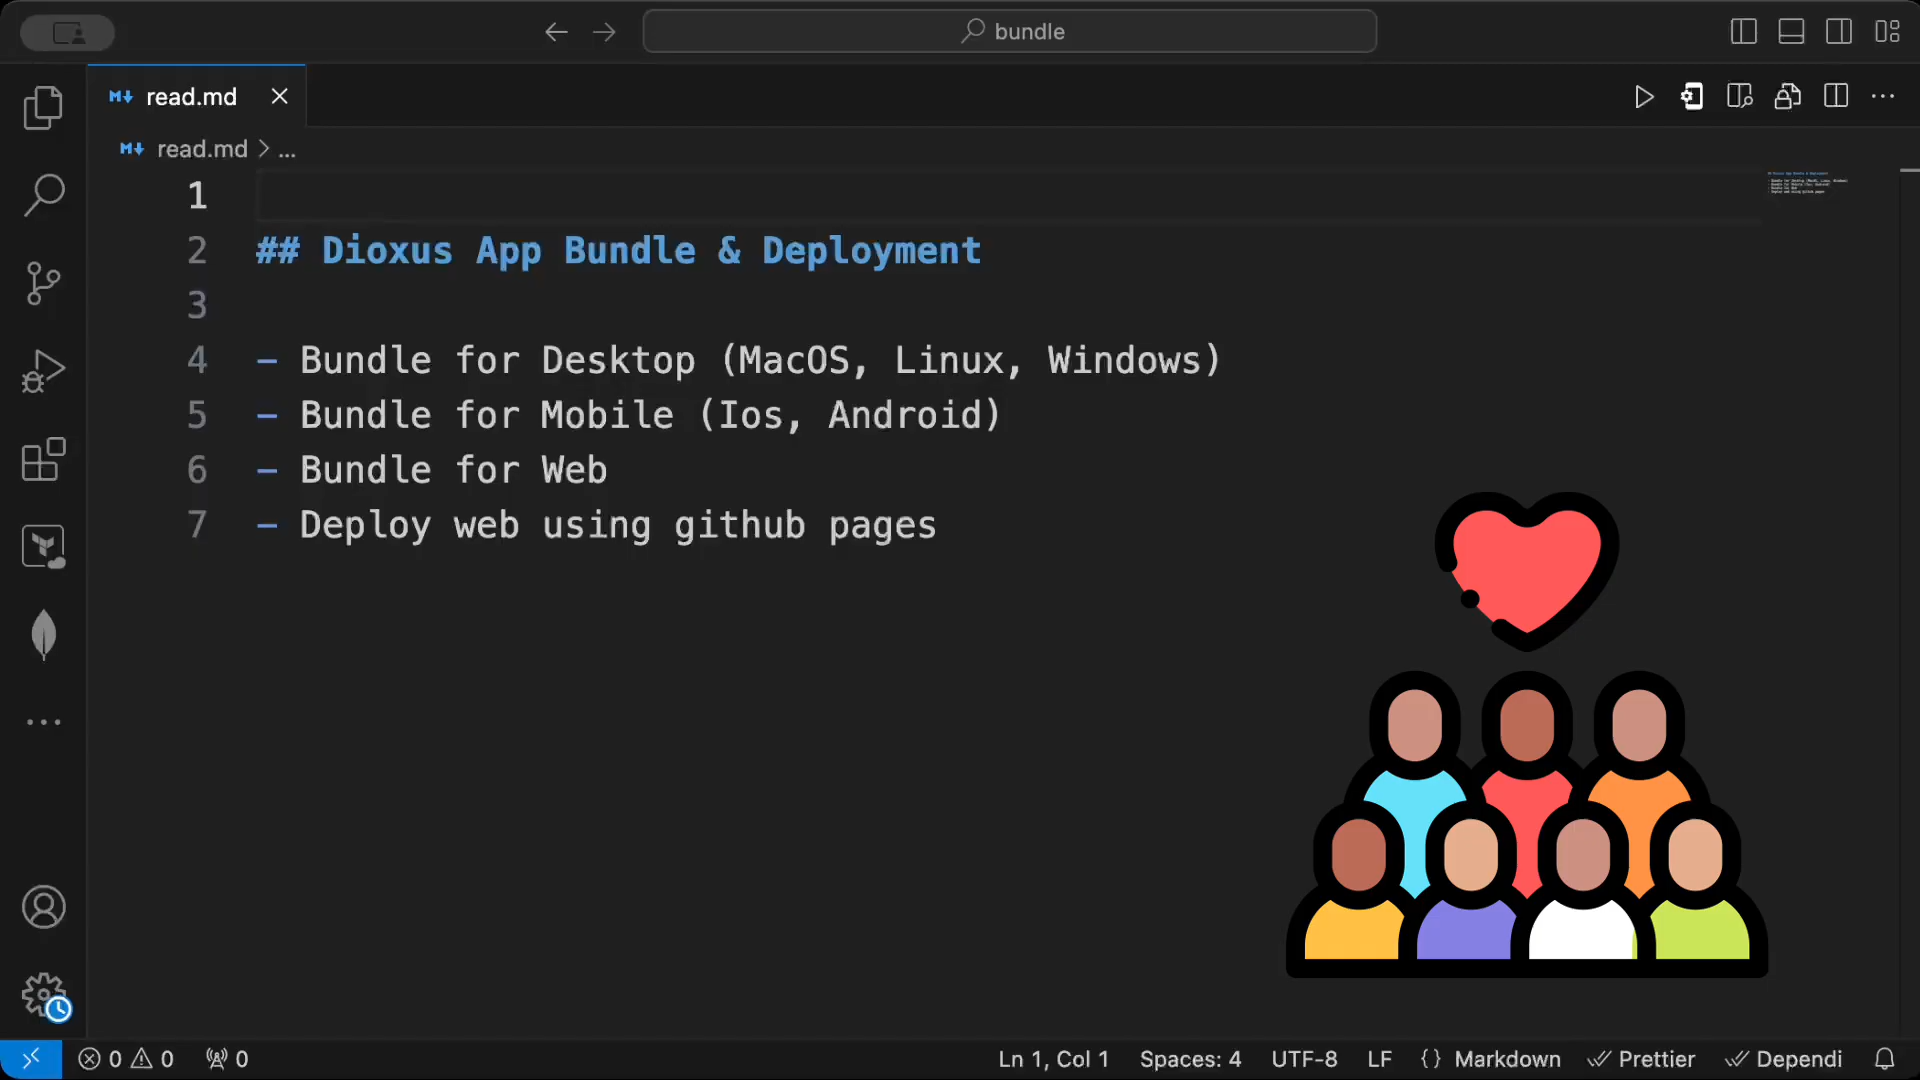 bundle
read.md
read.md > ...
1
2 ## Dioxus App Bundle & Deployment
3
4 - Bundle for Desktop (MacOS, Linux, Windows)
5 - Bundle for Mobile (Ios, Android)
6 - Bundle for Web
7 - Deploy web using github pages
0 0 0 Ln 1, Col 1 Spaces: 4 UTF-8 LF {} Markdown Prettier Dependi